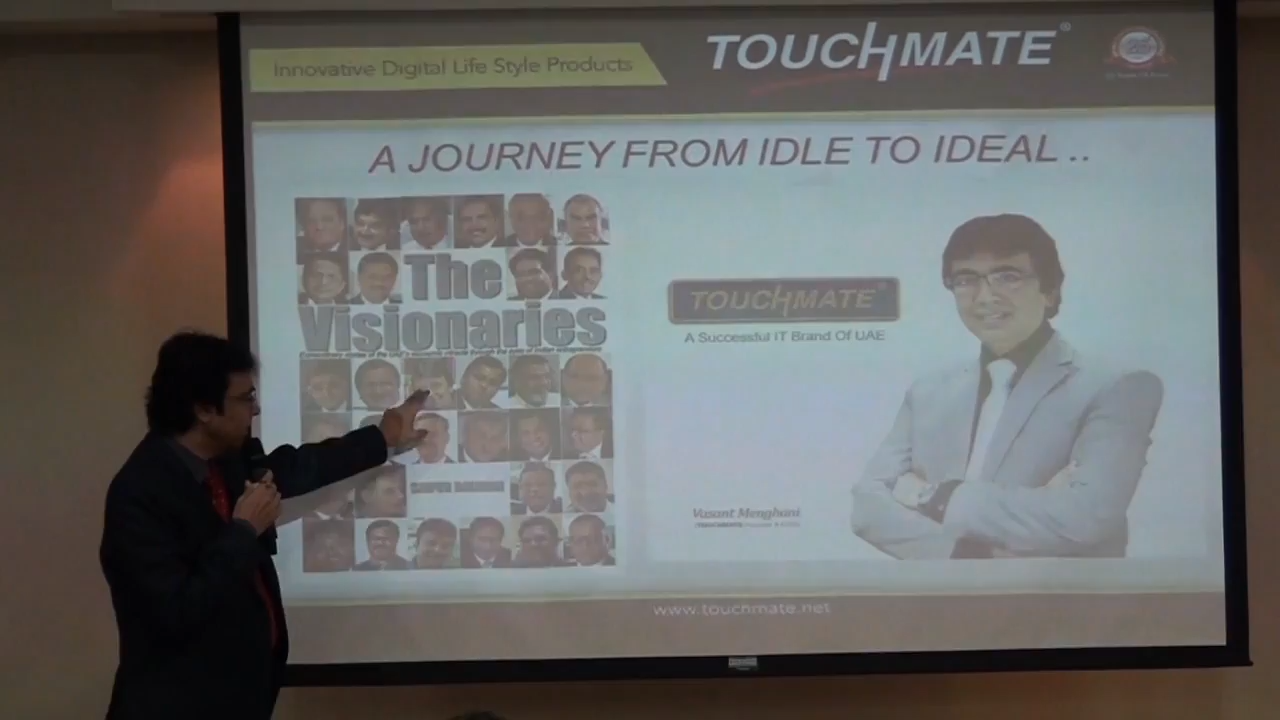 Innovative Digital Life Style Products
TOUCHMATE®
A JOURNEY FROM IDLE TO IDEAL ..
The
Visionaries
TOUCHMATE®
A Successful IT Brand Of UAE
Vasant Menghani
www.touchmate.net